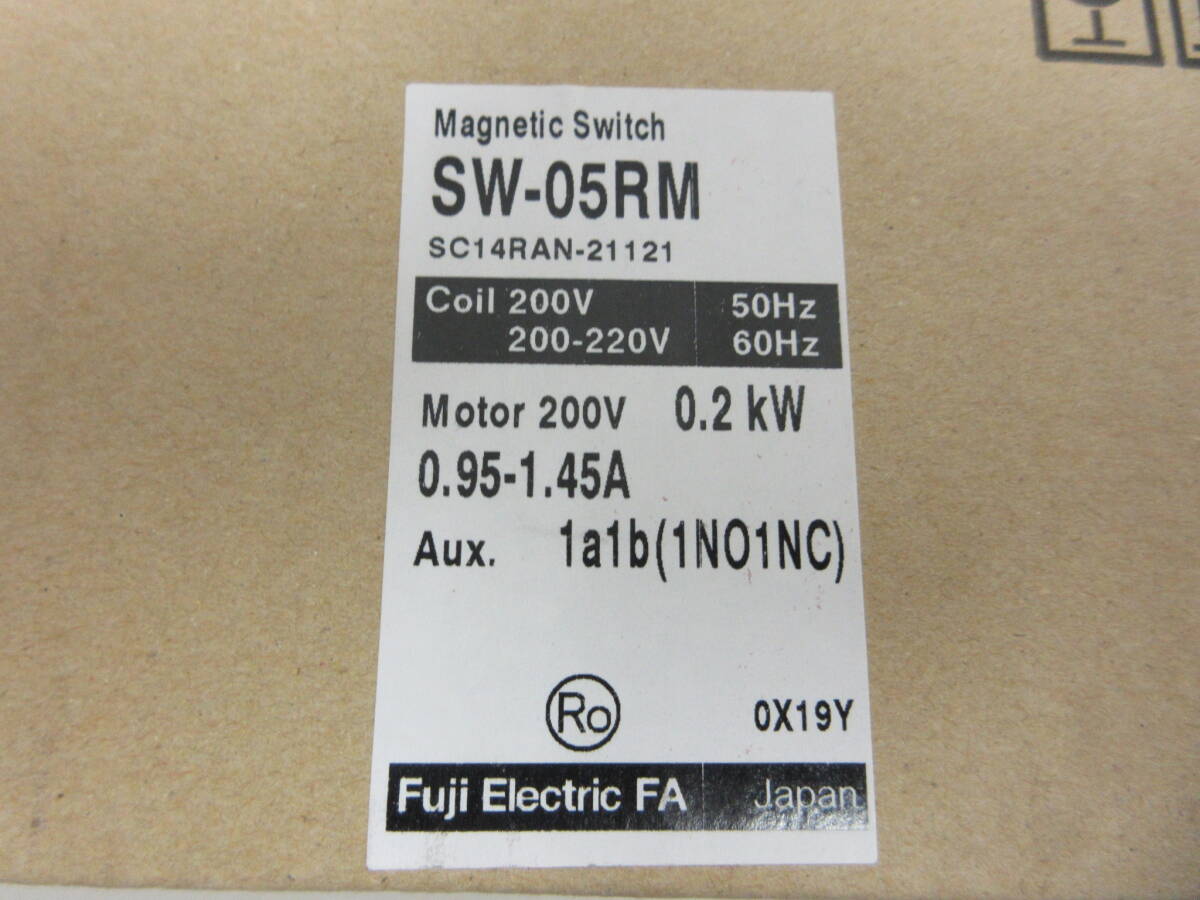 Magnetic Switch
SW-05RM
SC14RAN-21121
Coil 200V 50Hz
200-220V 60Hz
Motor 200V 0.2 kW
0.95-1.45A
Aux. 1a1b(1NO1NC)
Ro 0X19Y
Fuji Electric FA Japan